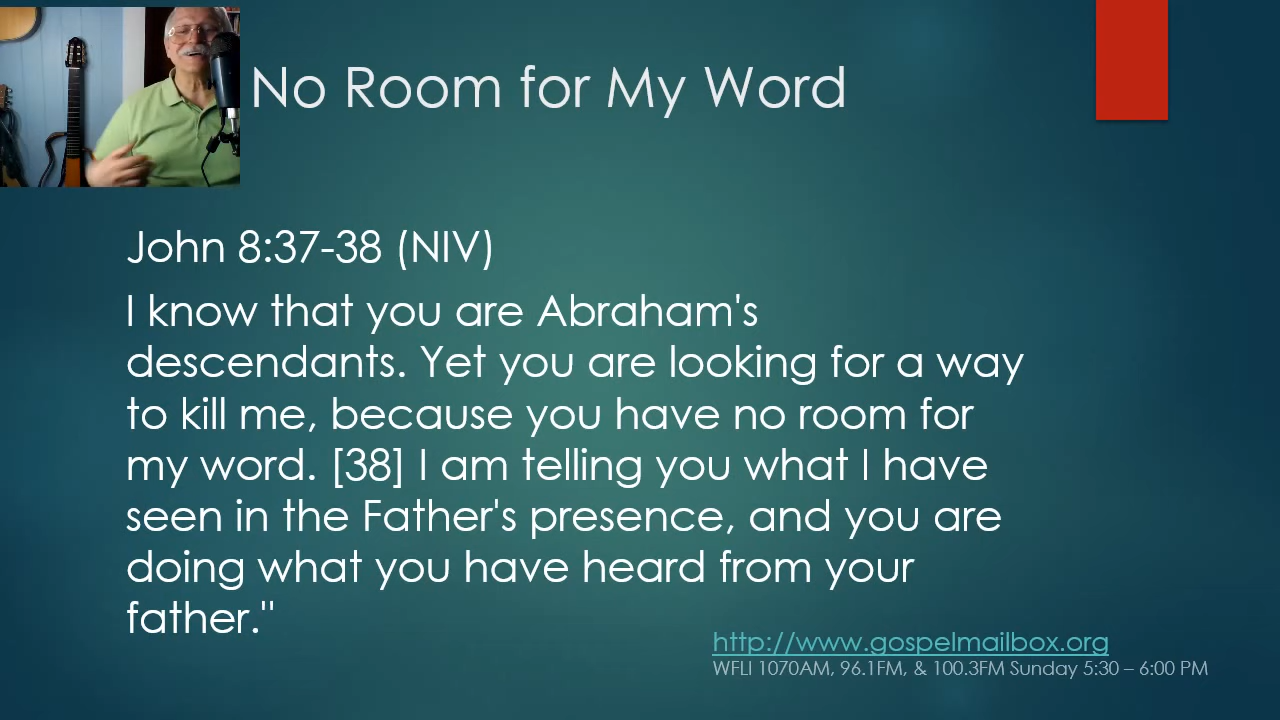 No Room for My Word
John 8:37-38 (NIV)
I know that you are Abraham's
descendants. Yet you are looking for a way
to kill me, because you have no room for
my word. [38] I am telling you what I have
seen in the Father's presence, and you are
doing what you have heard from your
father."
http://www.gospelmailbox.org
WFLI 1070AM, 96.1FM, & 100.3FM Sunday 5:30 – 6:00 PM